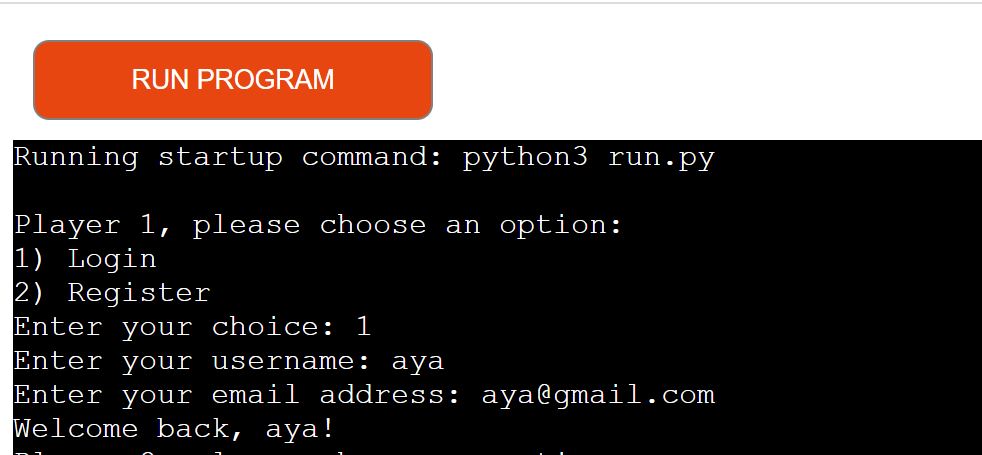 RUN PROGRAM
Running startup command: python3 run.py
Player 1, please choose an option:
1) Login
2) Register
Enter your choice: 1
Enter your username: aya
Enter your email address: aya@gmail.com
Welcome back, aya!